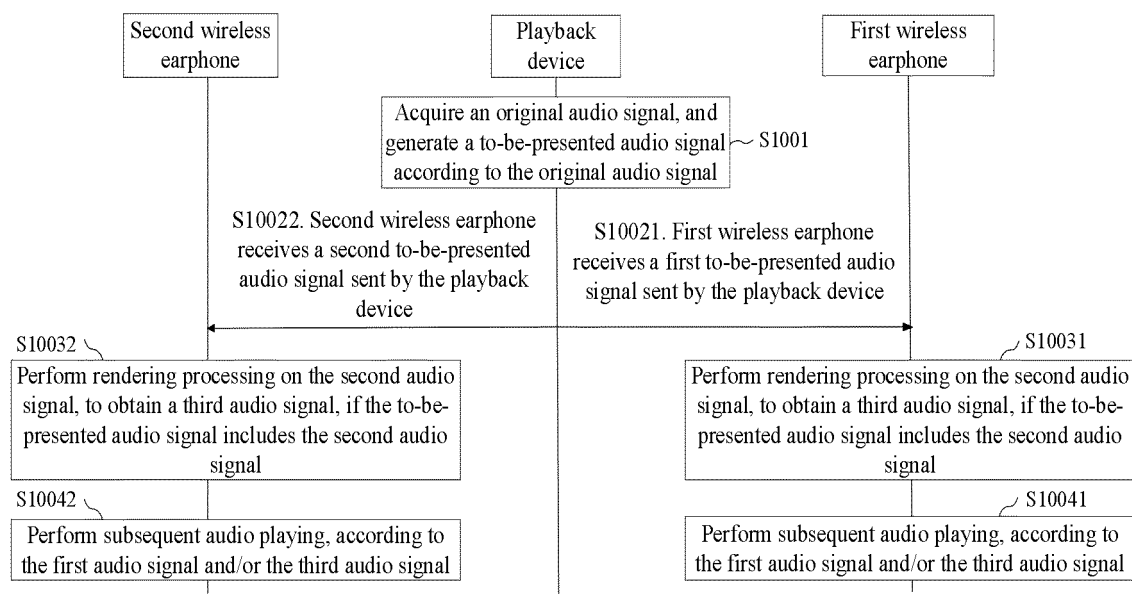 Second wireless
earphone
Playback
device
First wireless
earphone
Acquire an original audio signal, and
generate a to-be-presented audio signal
according to the original audio signal
S1001
S10022. Second wireless earphone
receives a second to-be-presented
audio signal sent by the playback
device
S10021. First wireless earphone
receives a first to-be-presented audio
signal sent by the playback device
S10032
Perform rendering processing on the second audio
signal, to obtain a third audio signal, if the to-be-
presented audio signal includes the second audio
signal
S10031
Perform rendering processing on the second audio
signal, to obtain a third audio signal, if the to-be-
presented audio signal includes the second audio
signal
S10042
Perform subsequent audio playing, according to
the first audio signal and/or the third audio signal
S10041
Perform subsequent audio playing, according to
the first audio signal and/or the third audio signal